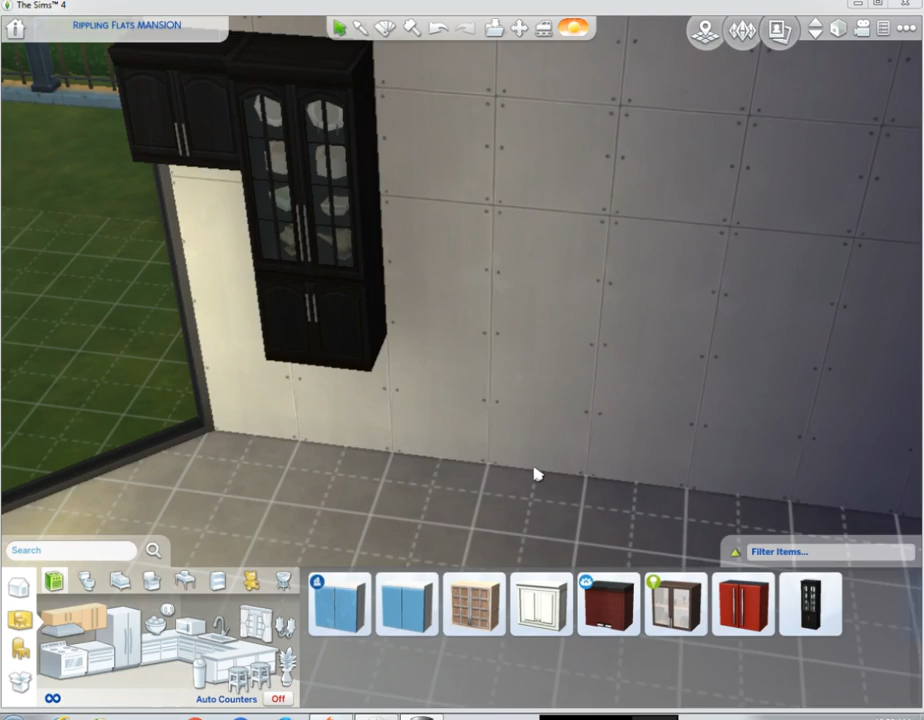 The Sims™ 4
Rippling Flats MANSION
Search
Filter Items...
Auto Counters Off